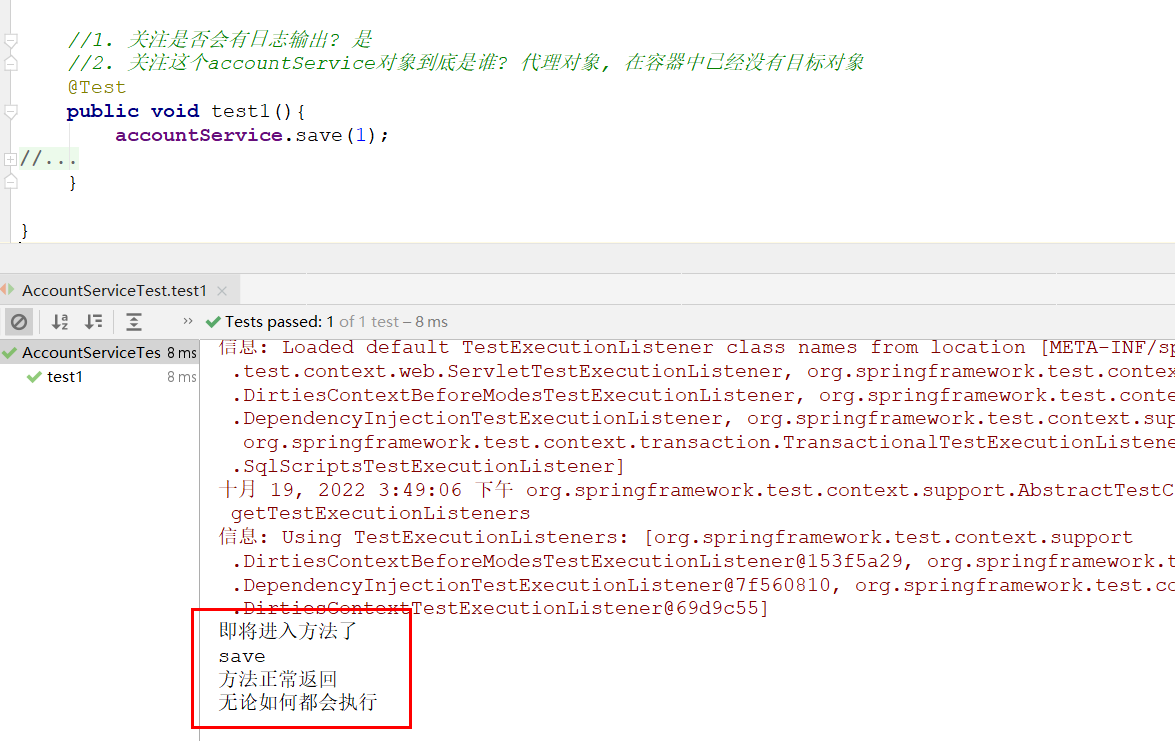 //1. 关注是否会有日志输出? 是
//2. 关注这个accountService对象到底是谁? 代理对象, 在容器中已经没有目标对象
@Test
public void test1(){
accountService.save(1);
//...
}
}
AccountServiceTest.test1
Tests passed: 1 of 1 test – 8 ms
AccountServiceTes 8 ms
test1 8 ms
信息: Loaded default TestExecutionListener class names from location [META-INF/sp
.test.context.web.ServletTestExecutionListener, org.springframework.test.contex
.DirtiesContextBeforeModesTestExecutionListener, org.springframework.test.conte
.DependencyInjectionTestExecutionListener, org.springframework.test.context.sup
org.springframework.test.context.transaction.TransactionalTestExecutionListene
.SqlScriptsTestExecutionListener]
十月 19, 2022 3:49:06 下午 org.springframework.test.context.support.AbstractTestC
getTestExecutionListeners
信息: Using TestExecutionListeners: [org.springframework.test.context.support
.DirtiesContextBeforeModesTestExecutionListener@153f5a29, org.springframework.t
.DependencyInjectionTestExecutionListener@7f560810, org.springframework.test.co
.DirtiesContextTestExecutionListener@69d9c55]
即将进入方法了
save
方法正常返回
无论如何都会执行